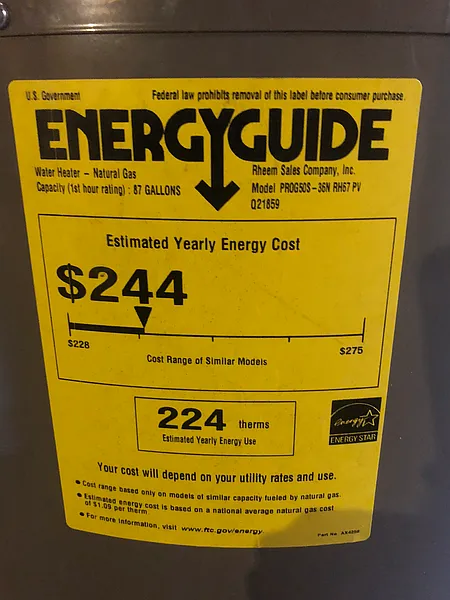 U.S. Government Federal law prohibits removal of this label before consumer purchase.
ENERGYGUIDE
Water Heater – Natural Gas
Capacity (1st hour rating) : 87 GALLONS
Rheem Sales Company, Inc.
Model PROG50S-36N RH67 PV
Q21859
Estimated Yearly Energy Cost
$244
$228
$275
Cost Range of Similar Models
224 therms
Estimated Yearly Energy Use
energy
ENERGY STAR
Your cost will depend on your utility rates and use.
● Cost range based only on models of similar capacity fueled by natural gas.
● Estimated energy cost is based on a national average natural gas cost
of $1.09 per therm
● For more information, visit www.ftc.gov/energy.
Part No